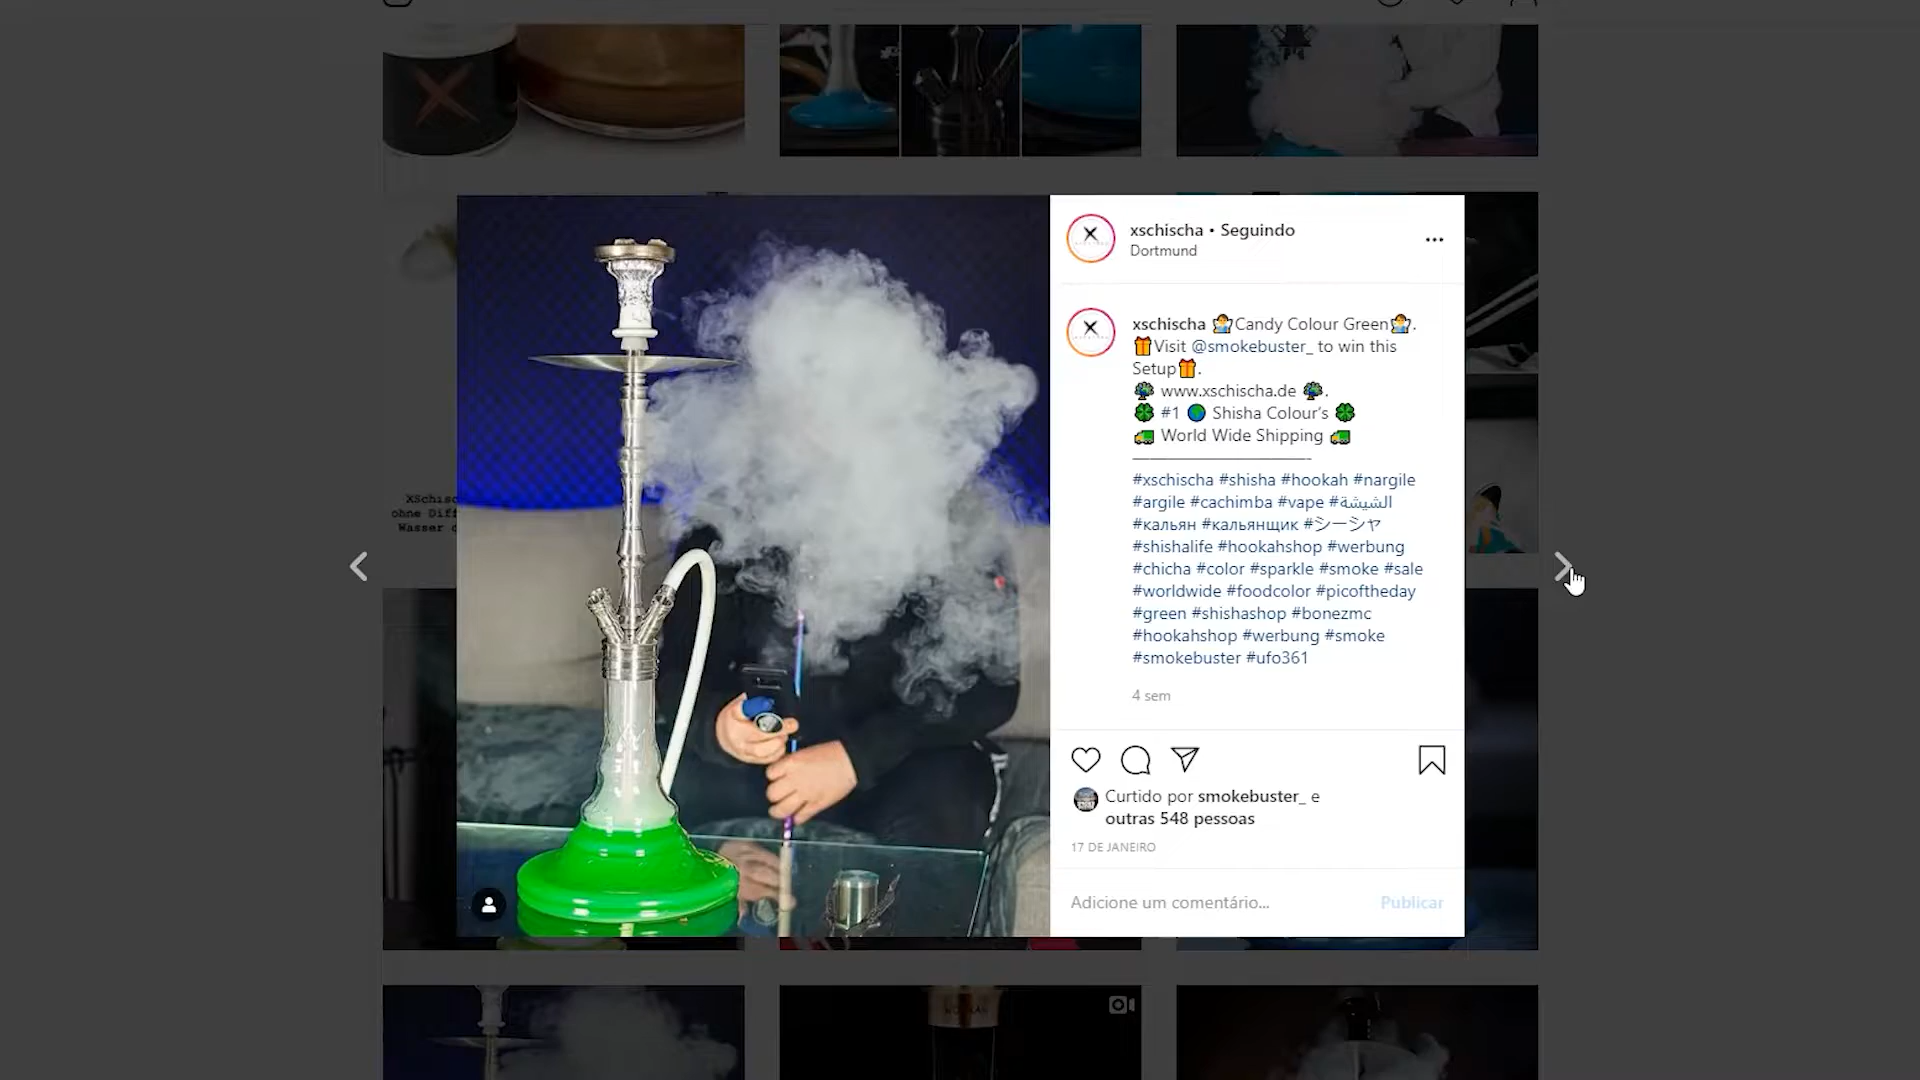 xschischa • Seguindo
Dortmund
xschischa 🧚Candy Colour Green🧚.
🎁Visit @smokebuster_ to win this
Setup🎁.
🦚 www.xschischa.de 🦚.
🍀 #1 🌍 Shisha Colour's 🍀
🚛 World Wide Shipping 🚛
————————————-
#xschischa #shisha #hookah #nargile
#argile #cachimba #vape #الشيشة
#кальян #кальянщик #シーシャ
#shishalife #hookahshop #werbung
#chicha #color #sparkle #smoke #sale
#worldwide #foodcolor #picoftheday
#green #shishashop #bonezmc
#hookahshop #werbung #smoke
#smokebuster #ufo361
4 sem
Curtido por smokebuster_ e
outras 548 pessoas
17 DE JANEIRO
Adicione um comentário...
Publicar
ohne
Wasser